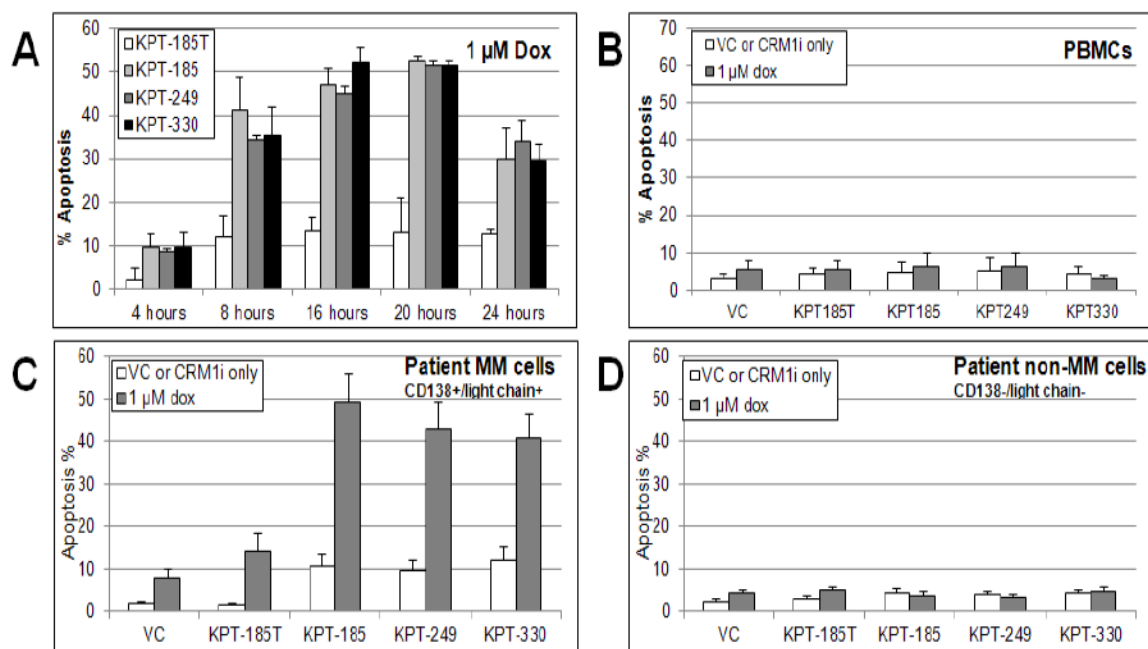 A
% Apoptosis
60
50
40
30
20
10
0
KPT-185T
KPT-185
KPT-249
KPT-330
1 µM Dox
4 hours 8 hours 16 hours 20 hours 24 hours
B
% Apoptosis
70
60
50
40
30
20
10
0
VC or CRM1i only
1 µM dox
PBMCs
VC KPT185T KPT185 KPT249 KPT330
C
Apoptosis %
60
50
40
30
20
10
0
VC or CRM1i only
1 µM dox
Patient MM cells
CD138+/light chain+
VC KPT-185T KPT-185 KPT-249 KPT-330
D
Apoptosis %
60
50
40
30
20
10
0
VC or CRM1i only
1 µM dox
Patient non-MM cells
CD138-/light chain-
VC KPT-185T KPT-185 KPT-249 KPT-330